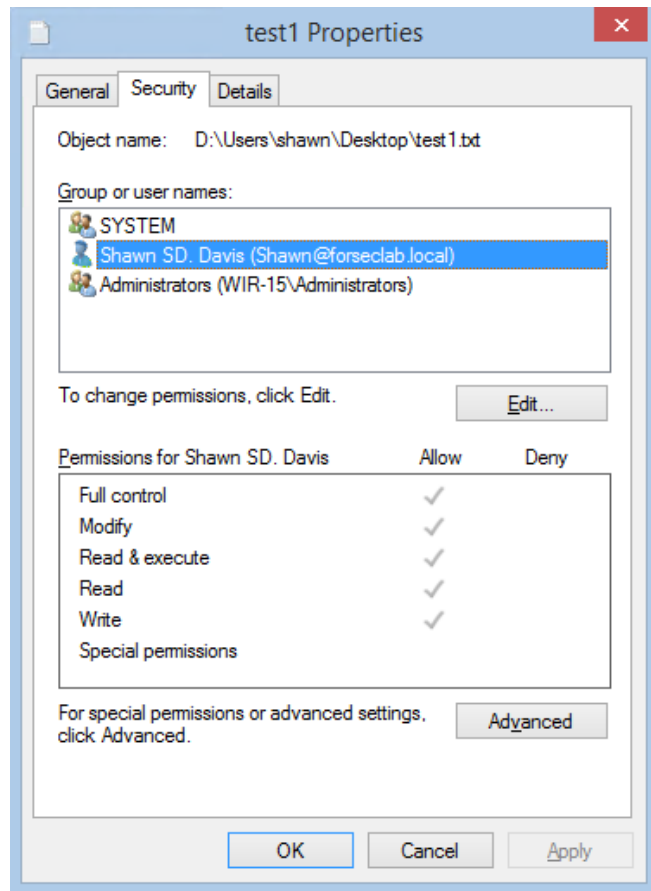 test1 Properties
General Security Details
Object name: D:\Users\shawn\Desktop\test1.txt
Group or user names:
SYSTEM
Shawn SD. Davis (Shawn@forseclab.local)
Administrators (WIR-15\Administrators)
To change permissions, click Edit.
Edit...
Permissions for Shawn SD. Davis Allow Deny
Full control
Modify
Read & execute
Read
Write
Special permissions
For special permissions or advanced settings,
click Advanced.
Advanced
OK Cancel Apply